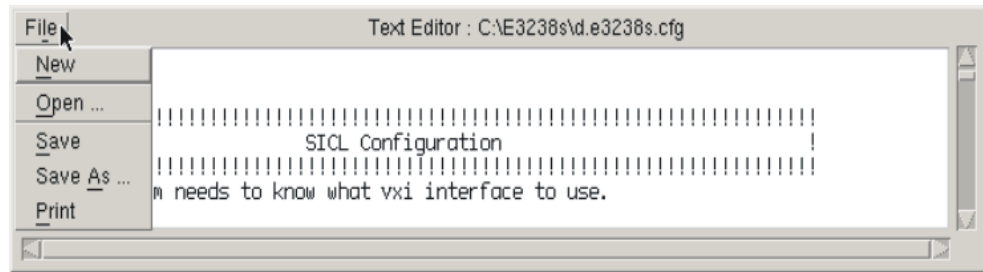 File Text Editor : C:\E3238s\d.e3238s.cfg
New
Open ...
Save
Save As ...
Print
!!!!!!!!!!!!!!!!!!!!!!!!!!!!!!!!!!!!!!!!!!!!!!!!!!!!!!!!!!!!!!!!!!!!!!!!!!
SICL Configuration !
!!!!!!!!!!!!!!!!!!!!!!!!!!!!!!!!!!!!!!!!!!!!!!!!!!!!!!!!!!!!!!!!!!!!!!!!!!
m needs to know what vxi interface to use.